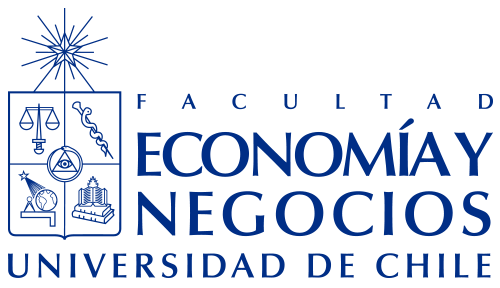 FACULTAD
ECONOMÍA Y
NEGOCIOS
UNIVERSIDAD DE CHILE